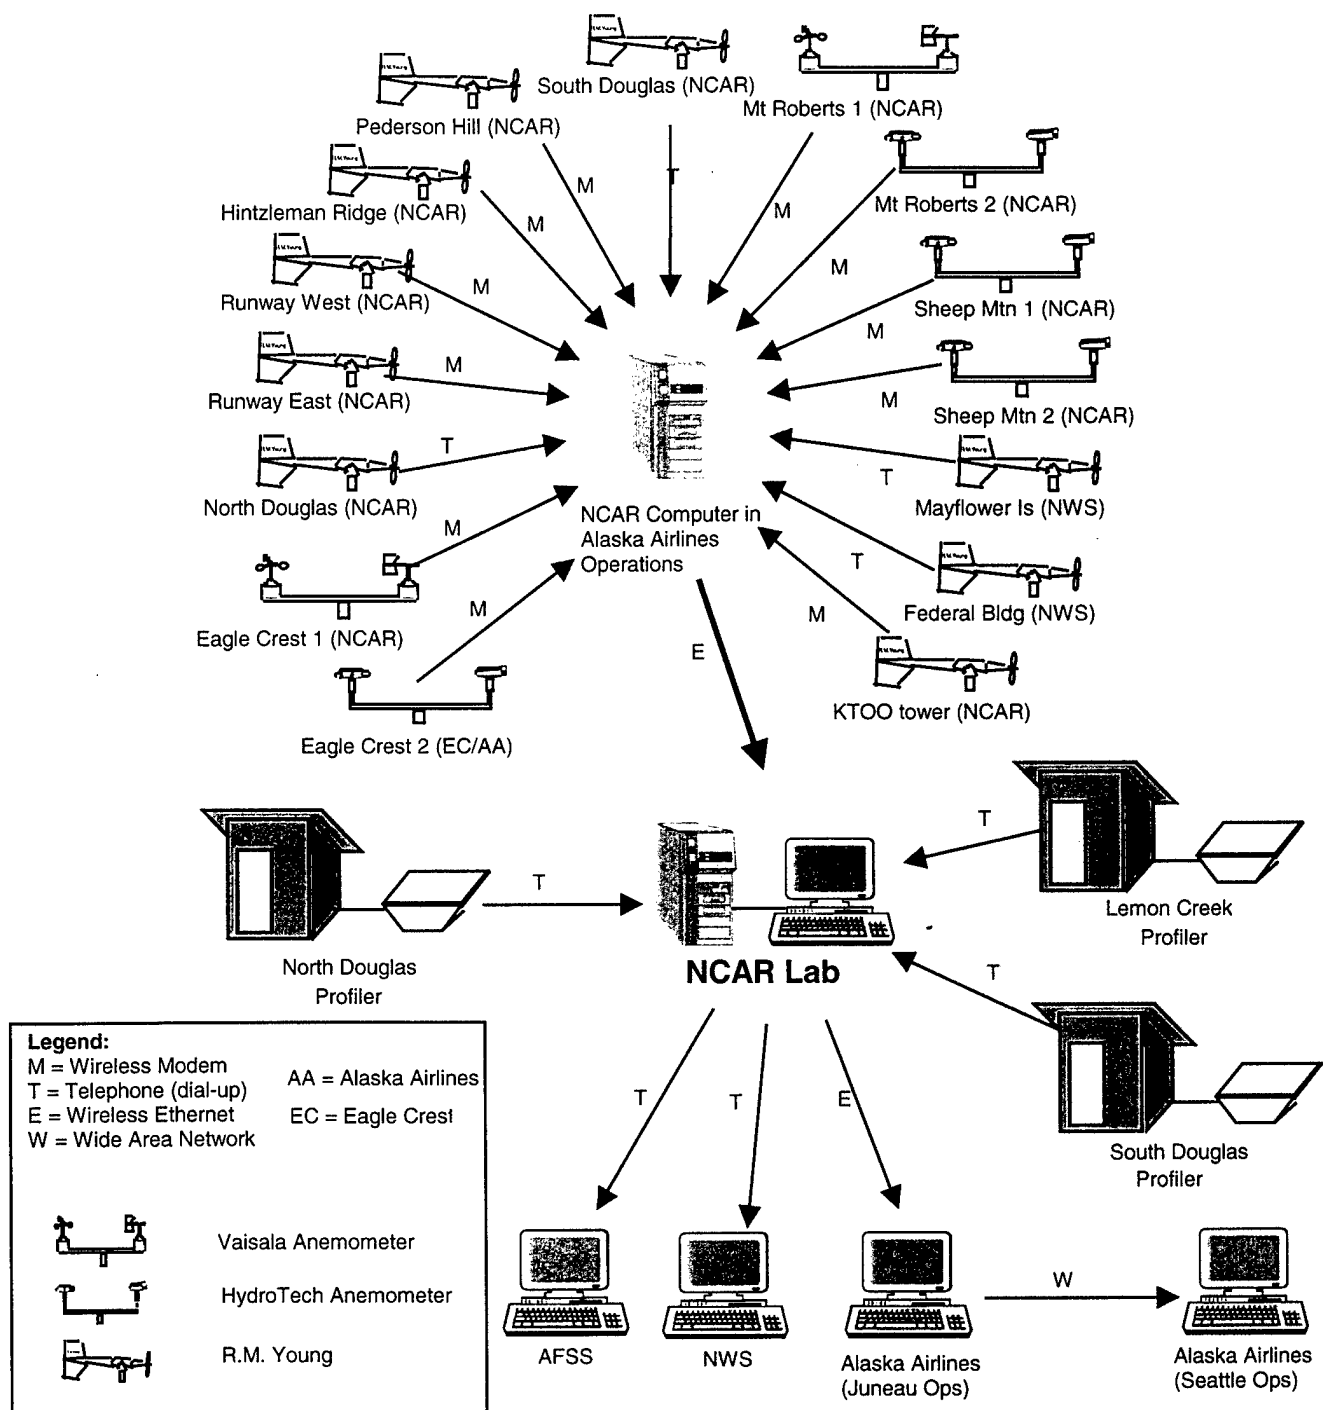 South Douglas (NCAR)
Mt Roberts 1 (NCAR)
Pederson Hill (NCAR)
T
M
M
Mt Roberts 2 (NCAR)
Hintzleman Ridge (NCAR)
M
M
M
Runway West (NCAR)
Sheep Mtn 1 (NCAR)
M
M
Runway East (NCAR)
M
Sheep Mtn 2 (NCAR)
T
T
North Douglas (NCAR)
Mayflower Is (NWS)
M
NCAR Computer in
Alaska Airlines
Operations
T
Eagle Crest 1 (NCAR)
M
Federal Bldg (NWS)
M
E
KTOO tower (NCAR)
Eagle Crest 2 (EC/AA)
T
T
Lemon Creek
Profiler
North Douglas
Profiler
NCAR Lab
T
Legend:
M = Wireless Modem
T = Telephone (dial-up)
E = Wireless Ethernet
W = Wide Area Network
AA = Alaska Airlines
EC = Eagle Crest
T
T
E
South Douglas
Profiler
Vaisala Anemometer
HydroTech Anemometer
R.M. Young
W
AFSS
NWS
Alaska Airlines
(Juneau Ops)
Alaska Airlines
(Seattle Ops)